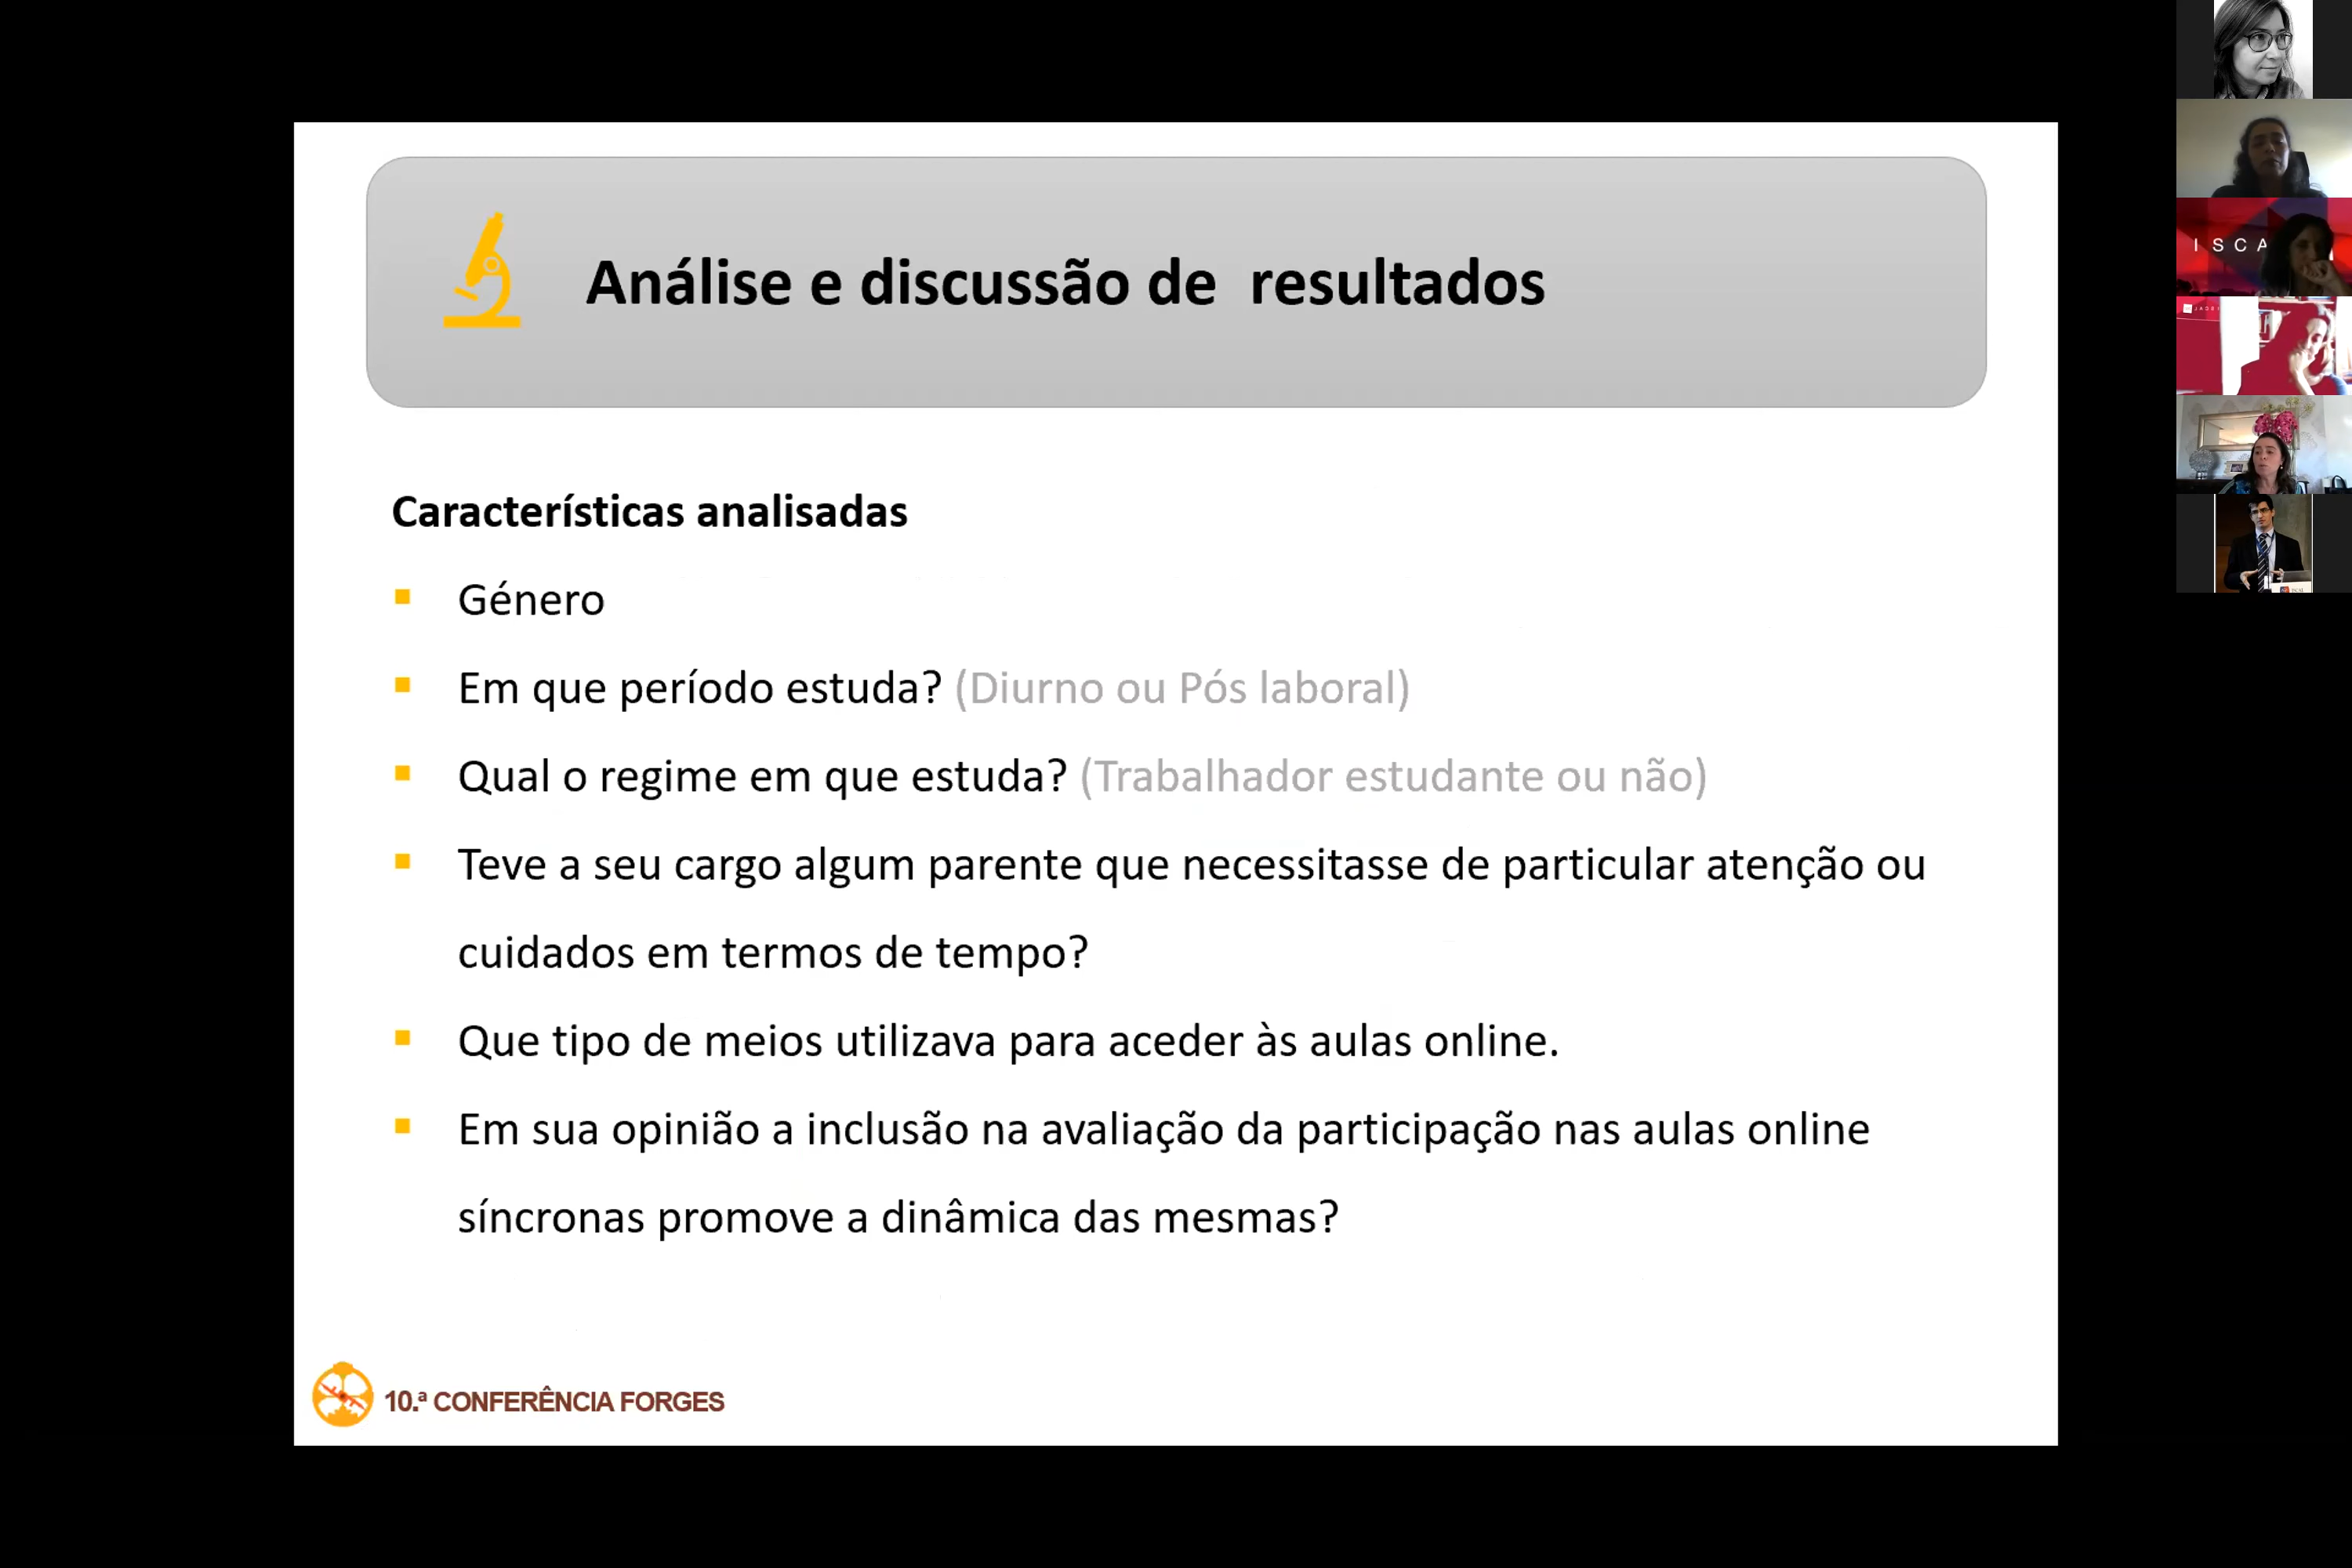 Análise e discussão de resultados
Características analisadas
Género
Em que período estuda? (Diurno ou Pós laboral)
Qual o regime em que estuda? (Trabalhador estudante ou não)
Teve a seu cargo algum parente que necessitasse de particular atenção ou
cuidados em termos de tempo?
Que tipo de meios utilizava para aceder às aulas online.
Em sua opinião a inclusão na avaliação da participação nas aulas online
síncronas promove a dinâmica das mesmas?
10.ª CONFERÊNCIA FORGES
ISCA